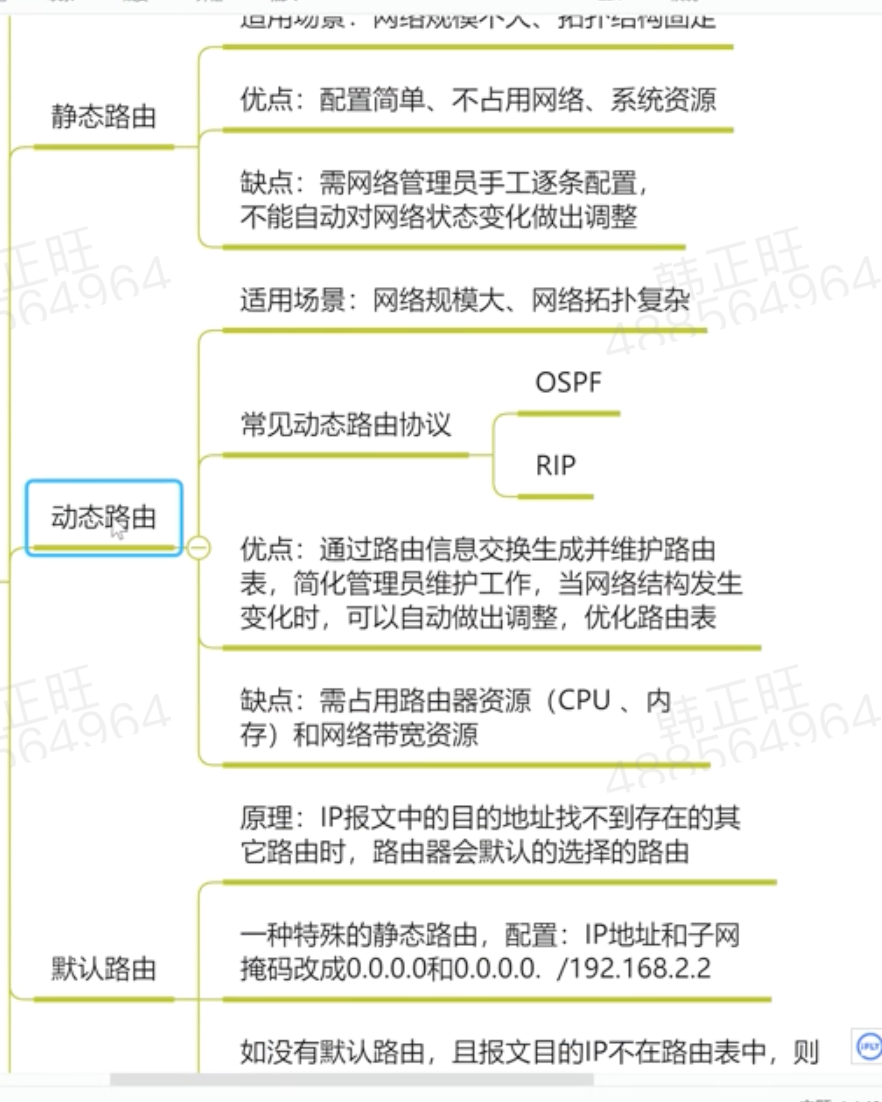 适用场景：网络规模不大、拓扑结构固定
静态路由
优点：配置简单、不占用网络、系统资源
缺点：需网络管理员手工逐条配置，
不能自动对网络状态变化做出调整
适用场景：网络规模大、网络拓扑复杂
OSPF
常见动态路由协议
RIP
动态路由
优点：通过路由信息交换生成并维护路由
表，简化管理员维护工作，当网络结构发生
变化时，可以自动做出调整，优化路由表
缺点：需占用路由器资源（CPU 、内
存）和网络带宽资源
原理：IP报文中的目的地址找不到存在的其
它路由时，路由器会默认的选择的路由
一种特殊的静态路由，配置：IP地址和子网
掩码改成0.0.0.0和0.0.0.0.  /192.168.2.2
默认路由
如没有默认路由，且报文目的IP不在路由表中，则
iFLY
正旺
564964
韩正旺
488564964
正旺
564964
韩正旺
488564964